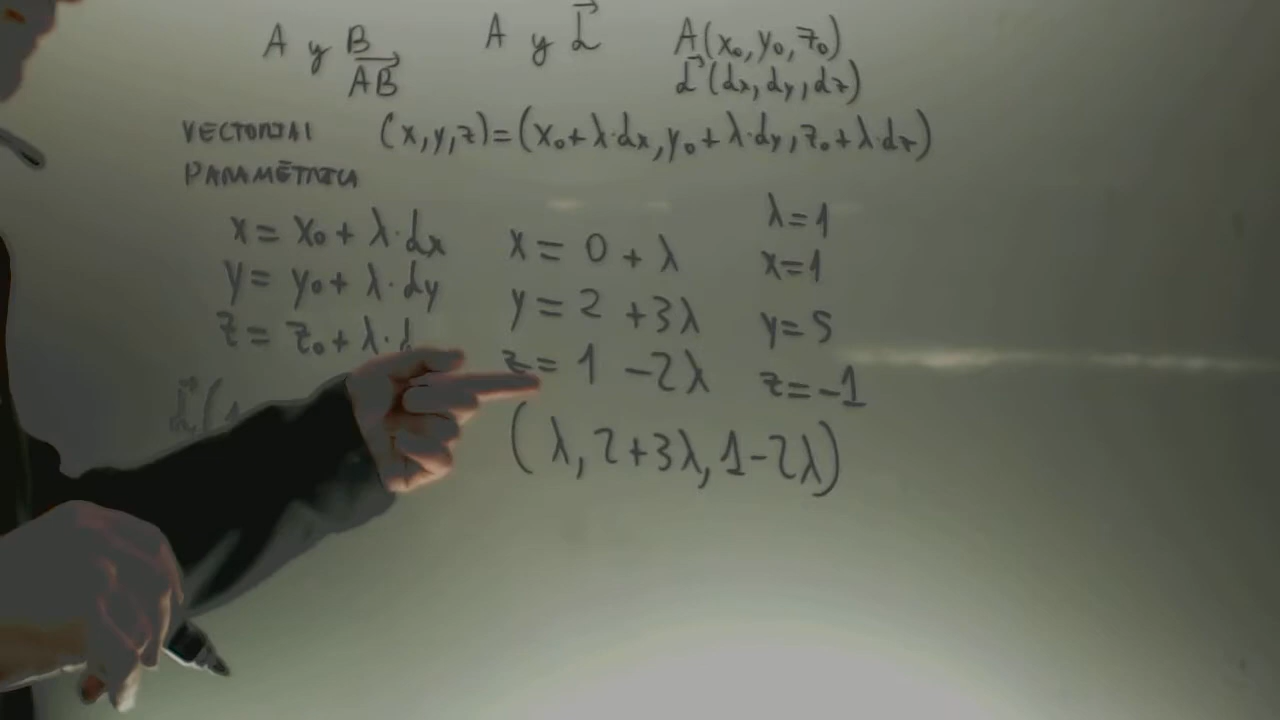 A y B A y d⃗ A(x₀, y₀, z₀)
AB⃗ d⃗(dx, dy, dz)
VECTORIAL (x,y,z)=(x₀+λ·dx, y₀+λ·dy, z₀+λ·dz)
PARAMÉTRICA
x = x₀ + λ·dx x = 0 + λ λ=1
y = y₀ + λ·dy y = 2 + 3λ x=1
z = z₀ + λ·d z = 1 - 2λ y=5
d⃗( z=-1
(λ, 2+3λ, 1-2λ)